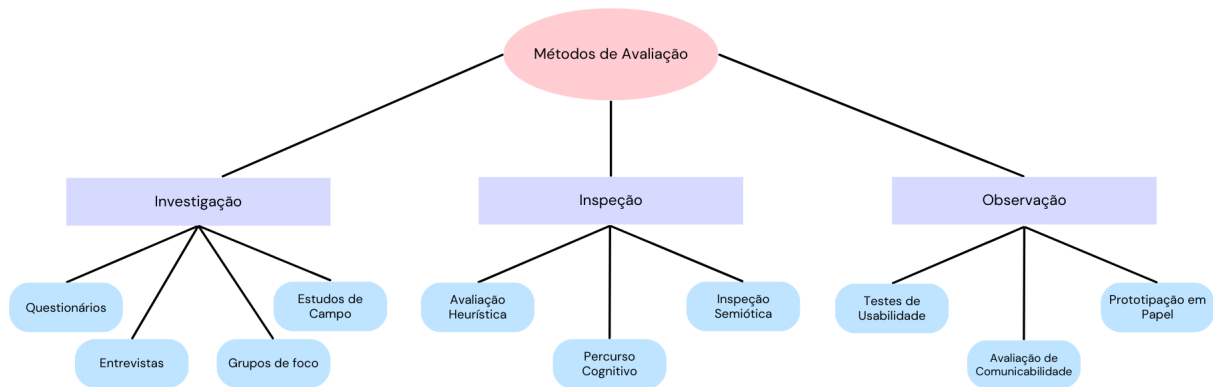 Métodos de Avaliação
Investigação
Inspeção
Observação
Questionários
Entrevistas
Grupos de foco
Estudos de
Campo
Avaliação
Heurística
Percurso
Cognitivo
Inspeção
Semiótica
Testes de
Usabilidade
Avaliação de
Comunicabilidade
Prototipação em
Papel